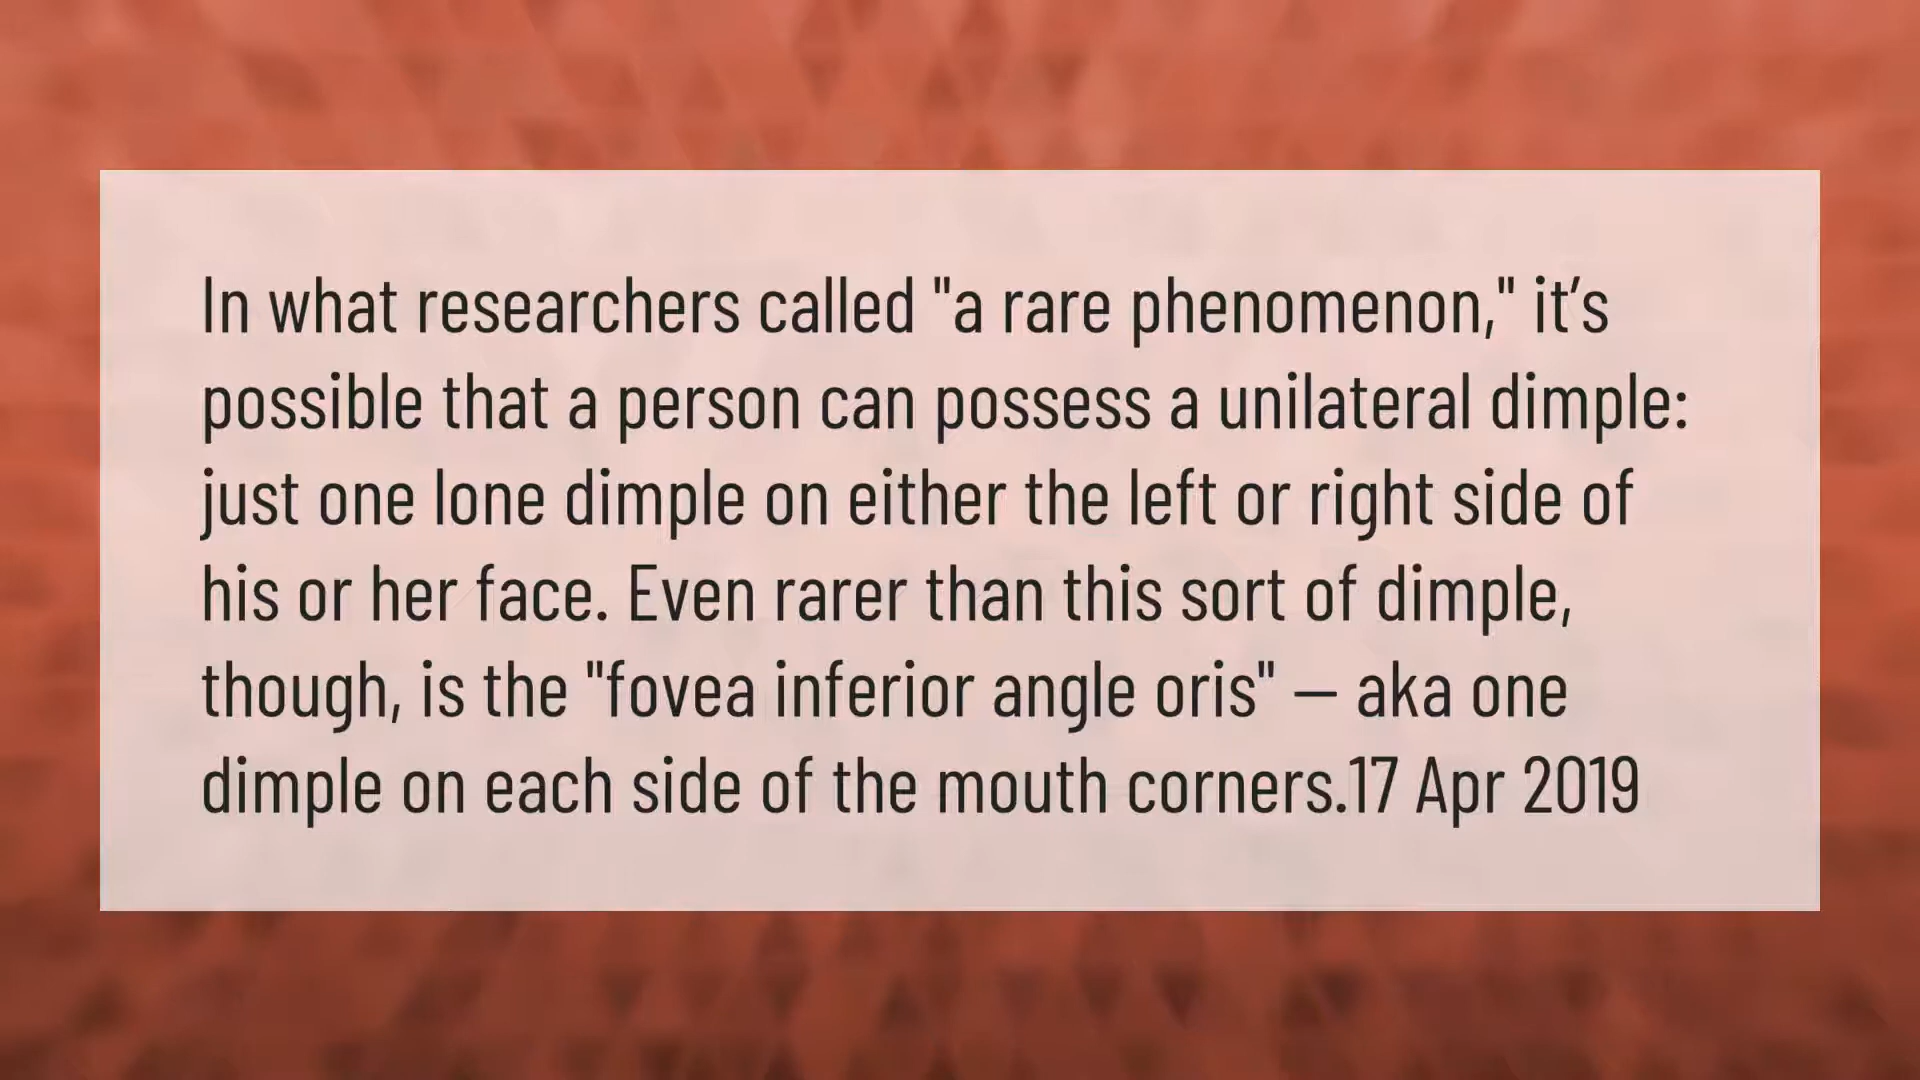 In what researchers called "a rare phenomenon," it’s
possible that a person can possess a unilateral dimple:
just one lone dimple on either the left or right side of
his or her face. Even rarer than this sort of dimple,
though, is the "fovea inferior angle oris" — aka one
dimple on each side of the mouth corners.17 Apr 2019